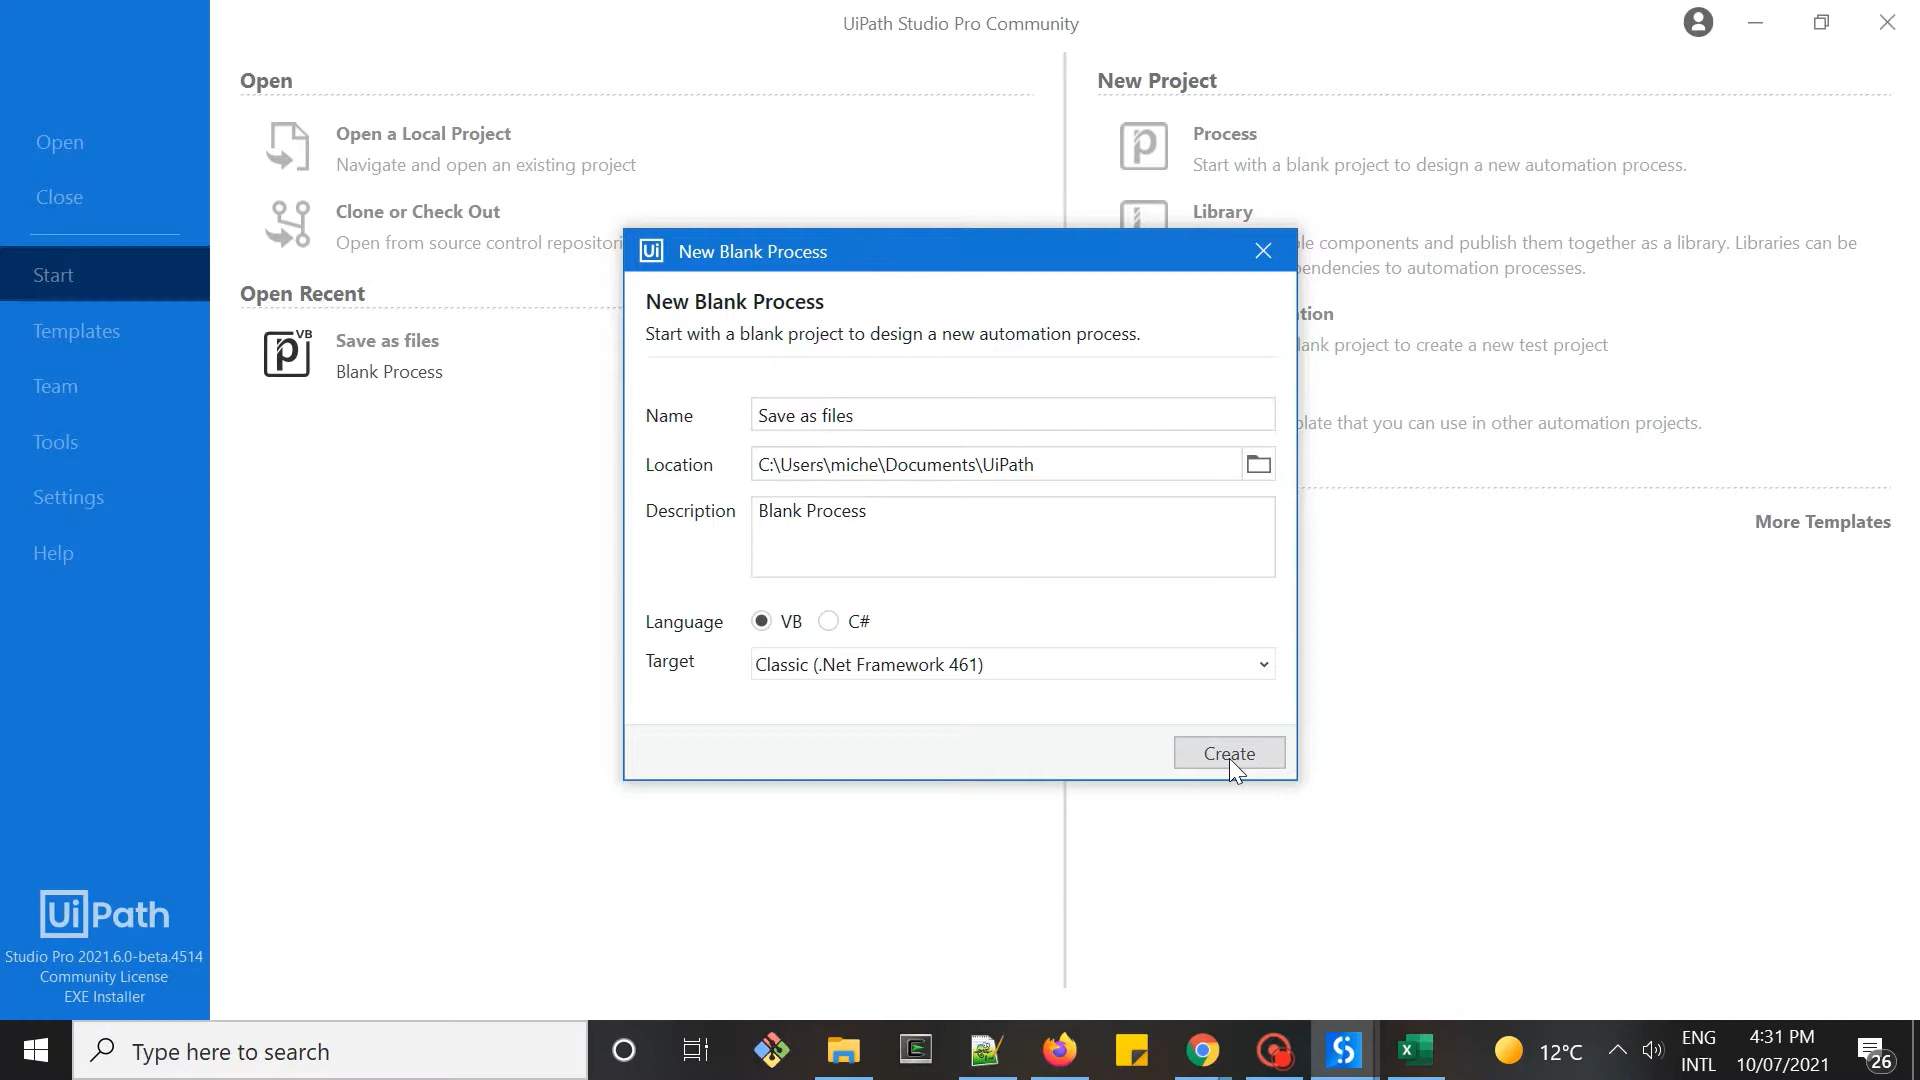 UiPath Studio Pro Community
Open
Close
Start
Templates
Team
Tools
Settings
Help
UiPath
Studio Pro 2021.6.0-beta.4514
Community License
EXE Installer
Open
Open a Local Project
Navigate and open an existing project
Clone or Check Out
Open from source control repositori
Open Recent
VB
Save as files
Blank Process
New Project
Process
Start with a blank project to design a new automation process.
Library
components and publish them together as a library. Libraries can be
to automation processes.
project to create a new test project
that you can use in other automation projects.
More Templates
Ui New Blank Process
New Blank Process
Start with a blank project to design a new automation process.
Name Save as files
Location C:\Users\miche\Documents\UiPath
Description Blank Process
Language VB C#
Target Classic (.Net Framework 461)
Create
Type here to search
12°C
ENG
INTL
4:31 PM
10/07/2021
26